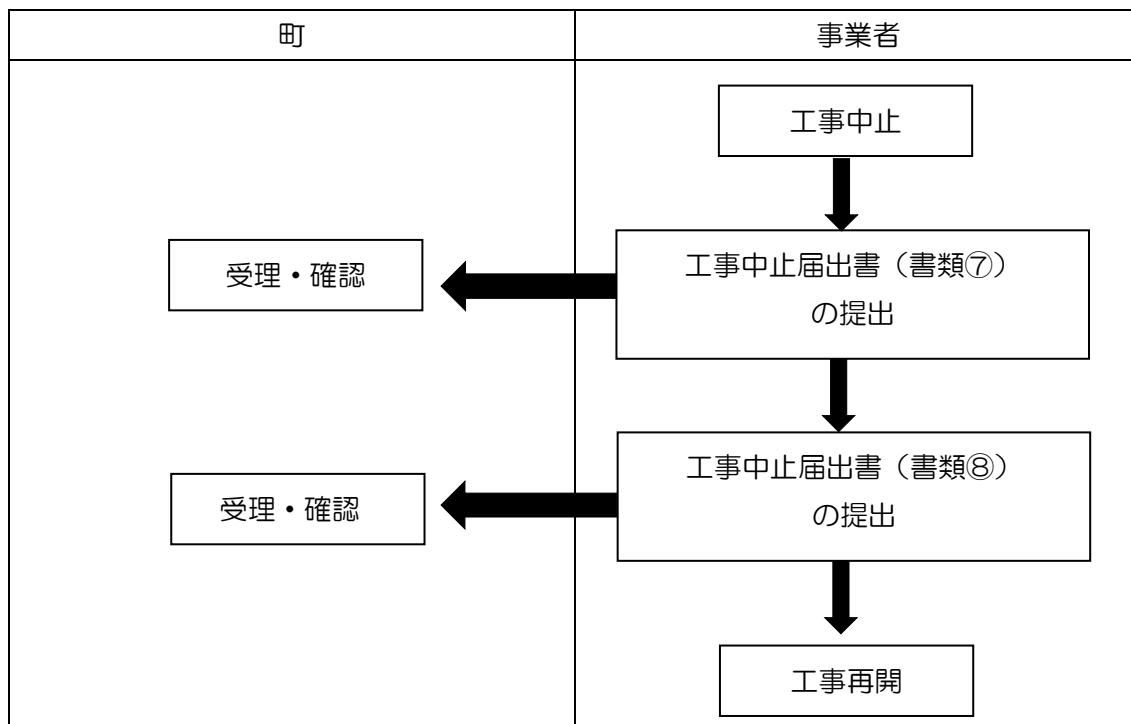 町
事業者
工事中止
工事中止届出書（書類⑦）
の提出
受理・確認
工事中止届出書（書類⑧）
の提出
受理・確認
工事再開